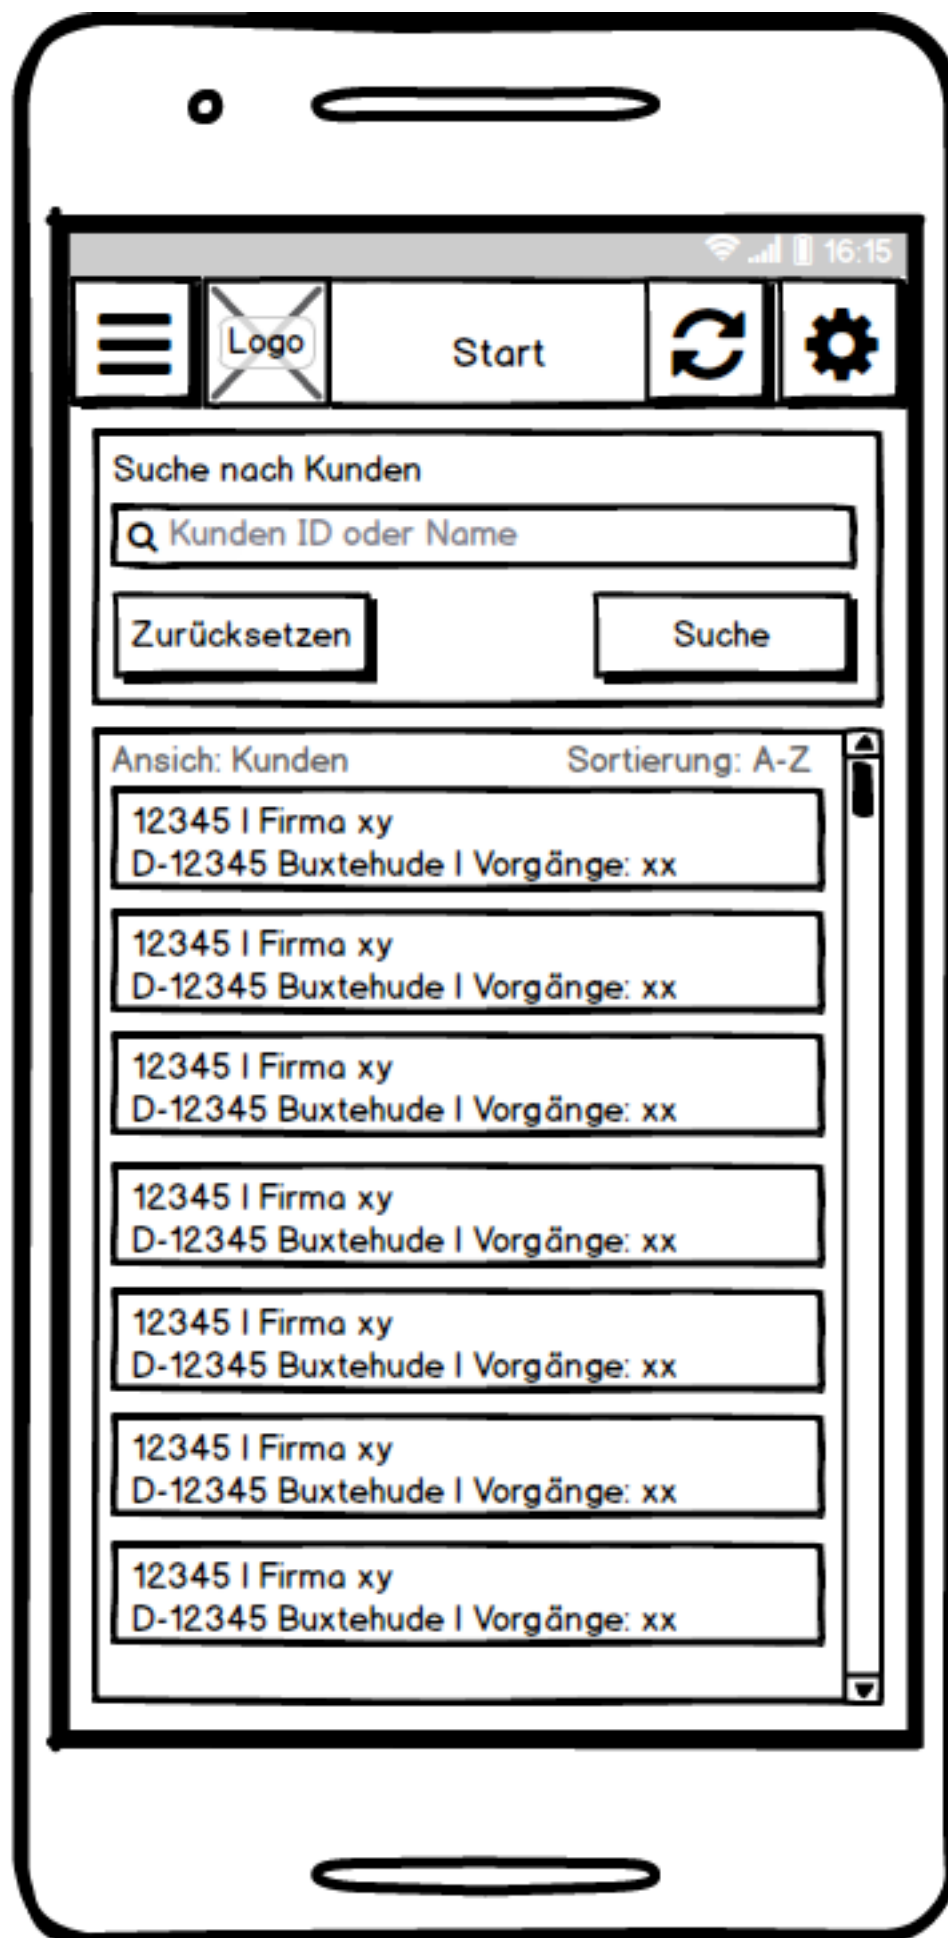 16:15
Logo
Start
Suche nach Kunden
Kunden ID oder Name
Zurücksetzen
Suche
Ansich: Kunden
Sortierung: A-Z
12345 | Firma xy
D-12345 Buxtehude | Vorgänge: xx
12345 | Firma xy
D-12345 Buxtehude | Vorgänge: xx
12345 | Firma xy
D-12345 Buxtehude | Vorgänge: xx
12345 | Firma xy
D-12345 Buxtehude | Vorgänge: xx
12345 | Firma xy
D-12345 Buxtehude | Vorgänge: xx
12345 | Firma xy
D-12345 Buxtehude | Vorgänge: xx
12345 | Firma xy
D-12345 Buxtehude | Vorgänge: xx